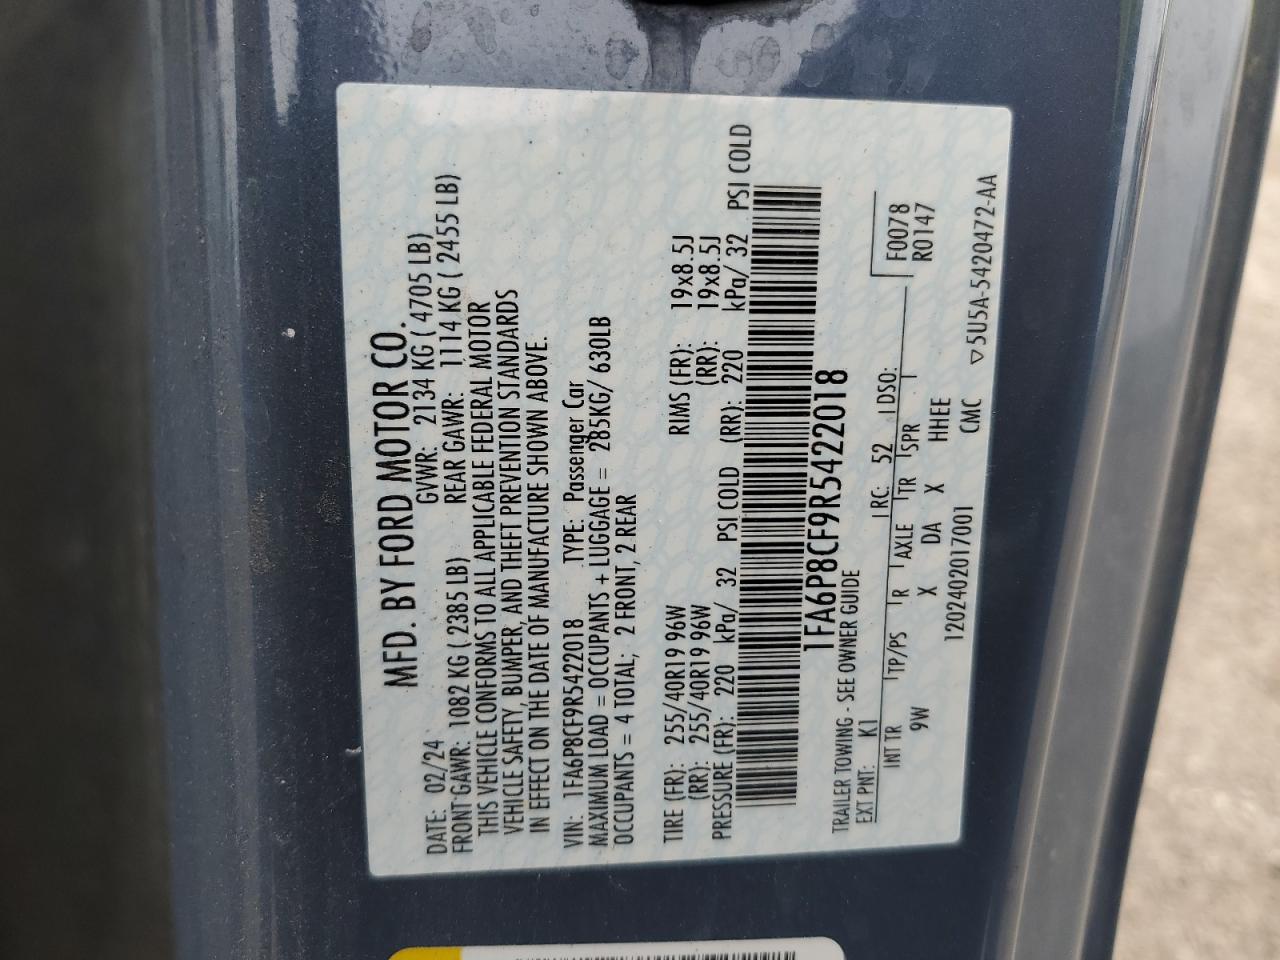 MFD. BY FORD MOTOR CO.
DATE: 02/24 GVWR: 2134 KG ( 4705 LB)
FRONT GAWR: 1082 KG ( 2385 LB) REAR GAWR: 1114 KG ( 2455 LB)
THIS VEHICLE CONFORMS TO ALL APPLICABLE FEDERAL MOTOR
VEHICLE SAFETY, BUMPER, AND THEFT PREVENTION STANDARDS
IN EFFECT ON THE DATE OF MANUFACTURE SHOWN ABOVE.
VIN: 1FA6P8CF9R5422018 TYPE: Passenger Car
MAXIMUM LOAD = OCCUPANTS + LUGGAGE = 285KG/ 630LB
OCCUPANTS = 4 TOTAL; 2 FRONT, 2 REAR
TIRE (FR): 255/40R19 96W RIMS (FR): 19x8.5J
(RR): 255/40R19 96W (RR): 19x8.5J
PRESSURE (FR): 220 kPa/ 32 PSI COLD (RR): 220 kPa/ 32 PSI COLD
1FA6P8CF9R5422018
TRAILER TOWING - SEE OWNER GUIDE
EXT PNT: K1 RC: 52 DSO: F0078
INT TR TP/PS R AXLE TR SPR R0147
9W X DA X HHEE
1202402017001 CMC ▽5U5A-5420472-AA